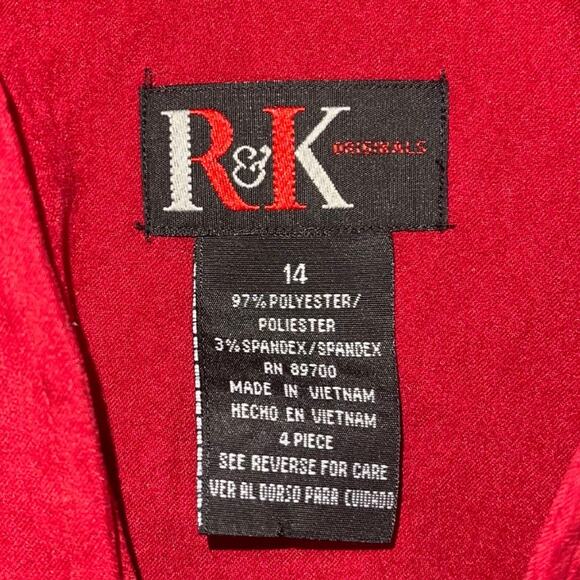 R&K ORIGINALS
14
97% POLYESTER/
POLIESTER
3% SPANDEX/SPANDEX
RN 89700
MADE IN VIETNAM
HECHO EN VIETNAM
4 PIECE
SEE REVERSE FOR CARE
VER AL DORSO PARA CUIDADO